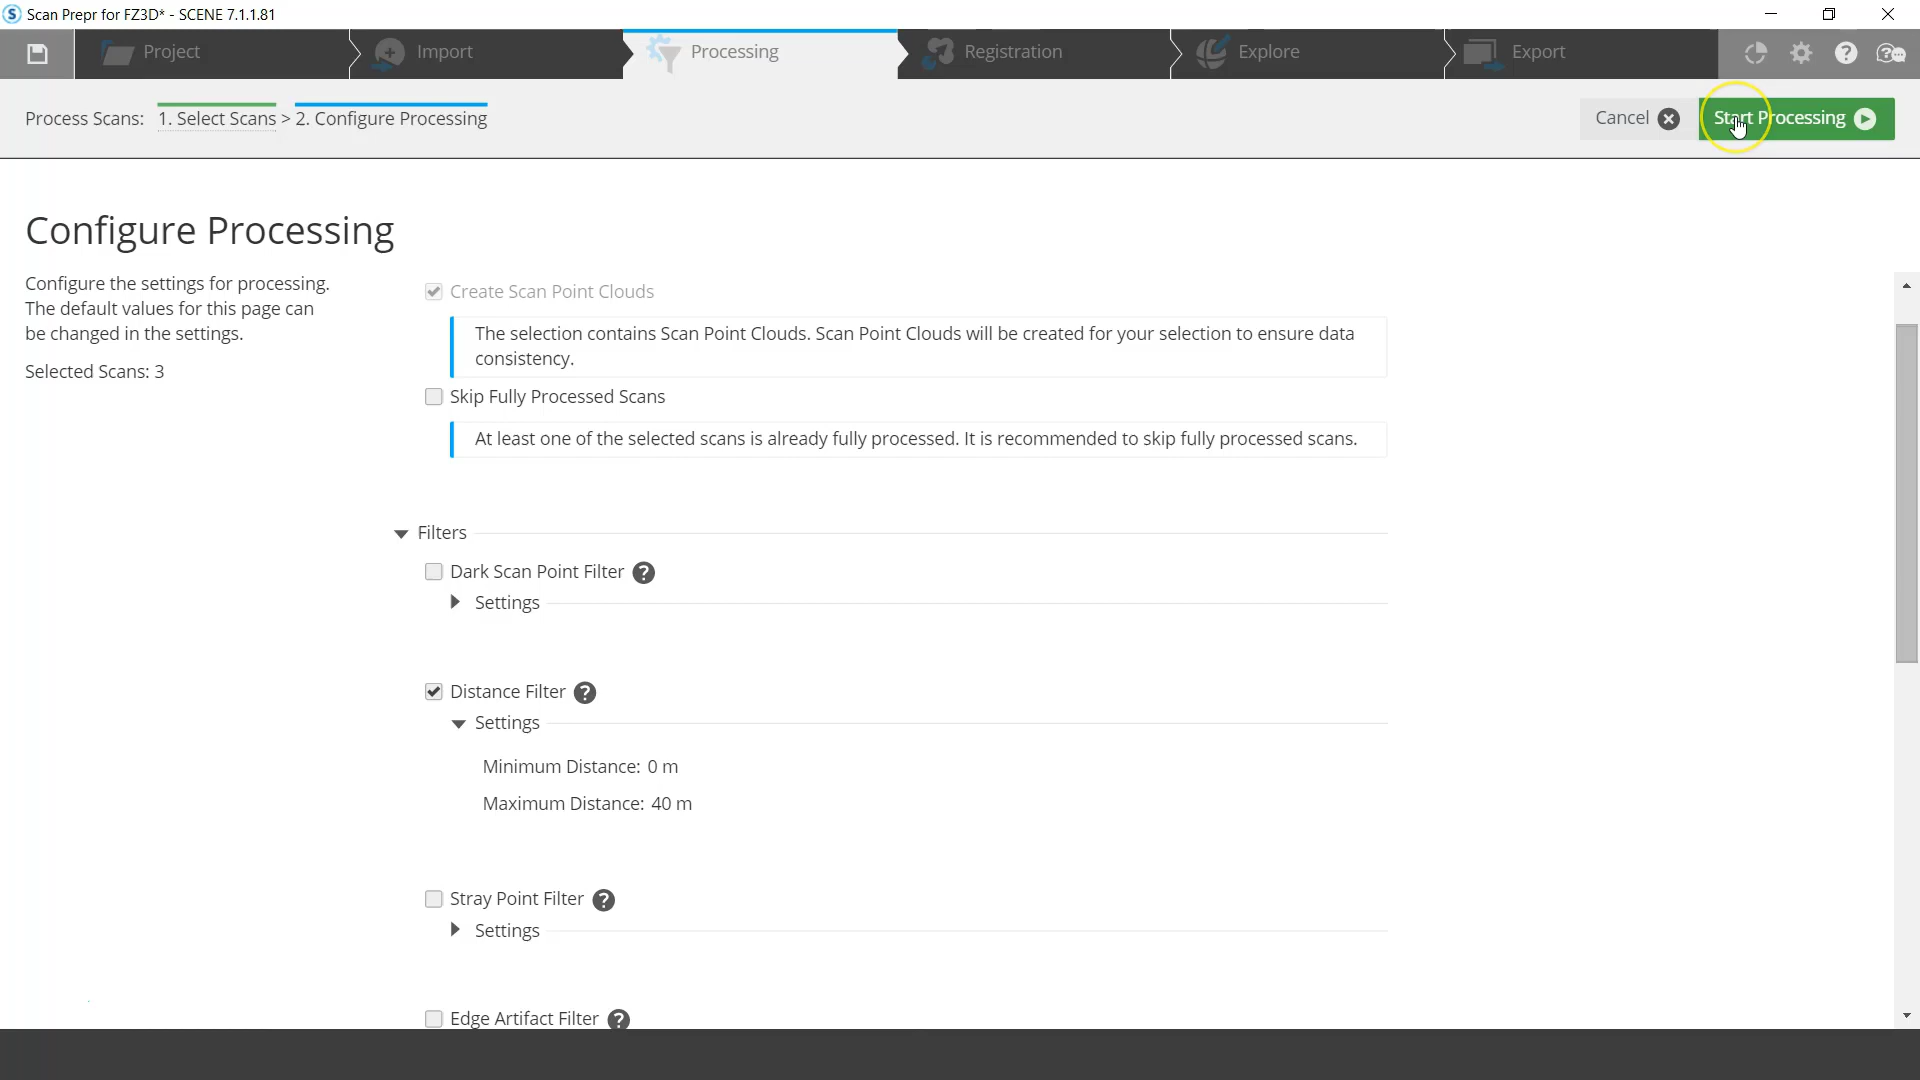 Scan Prepr for FZ3D* - SCENE 7.1.1.81
Project
Import
Processing
Registration
Explore
Export
Process Scans: 1. Select Scans > 2. Configure Processing
Cancel
Start Processing
Configure Processing
Configure the settings for processing.
The default values for this page can
be changed in the settings.
Selected Scans: 3
Create Scan Point Clouds
The selection contains Scan Point Clouds. Scan Point Clouds will be created for your selection to ensure data
consistency.
Skip Fully Processed Scans
At least one of the selected scans is already fully processed. It is recommended to skip fully processed scans.
Filters
Dark Scan Point Filter
Settings
Distance Filter
Settings
Minimum Distance: 0 m
Maximum Distance: 40 m
Stray Point Filter
Settings
Edge Artifact Filter